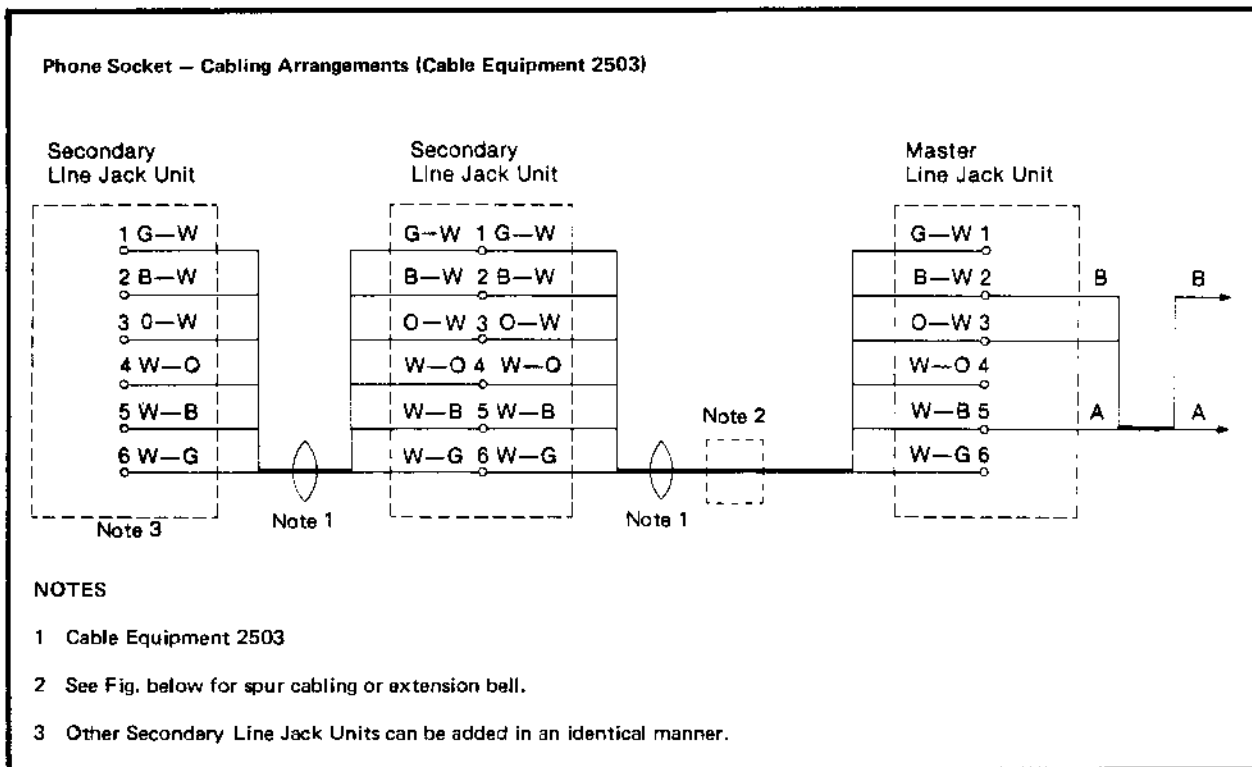 Phone Socket — Cabling Arrangements (Cable Equipment 2503)
Secondary
Line Jack Unit
Secondary
Line Jack Unit
Master
Line Jack Unit
1 G—W
2 B—W
3 O—W
4 W—O
5 W—B
6 W—G
Note 3
Note 1
G—W 1 G—W
B—W 2 B—W
O—W 3 O—W
W—O 4 W—O
W—B 5 W—B
W—G 6 W—G
Note 1
Note 2
G—W 1
B—W 2
O—W 3
W—O 4
W—B 5
W—G 6
B B
A A
NOTES
1 Cable Equipment 2503
2 See Fig. below for spur cabling or extension bell.
3 Other Secondary Line Jack Units can be added in an identical manner.